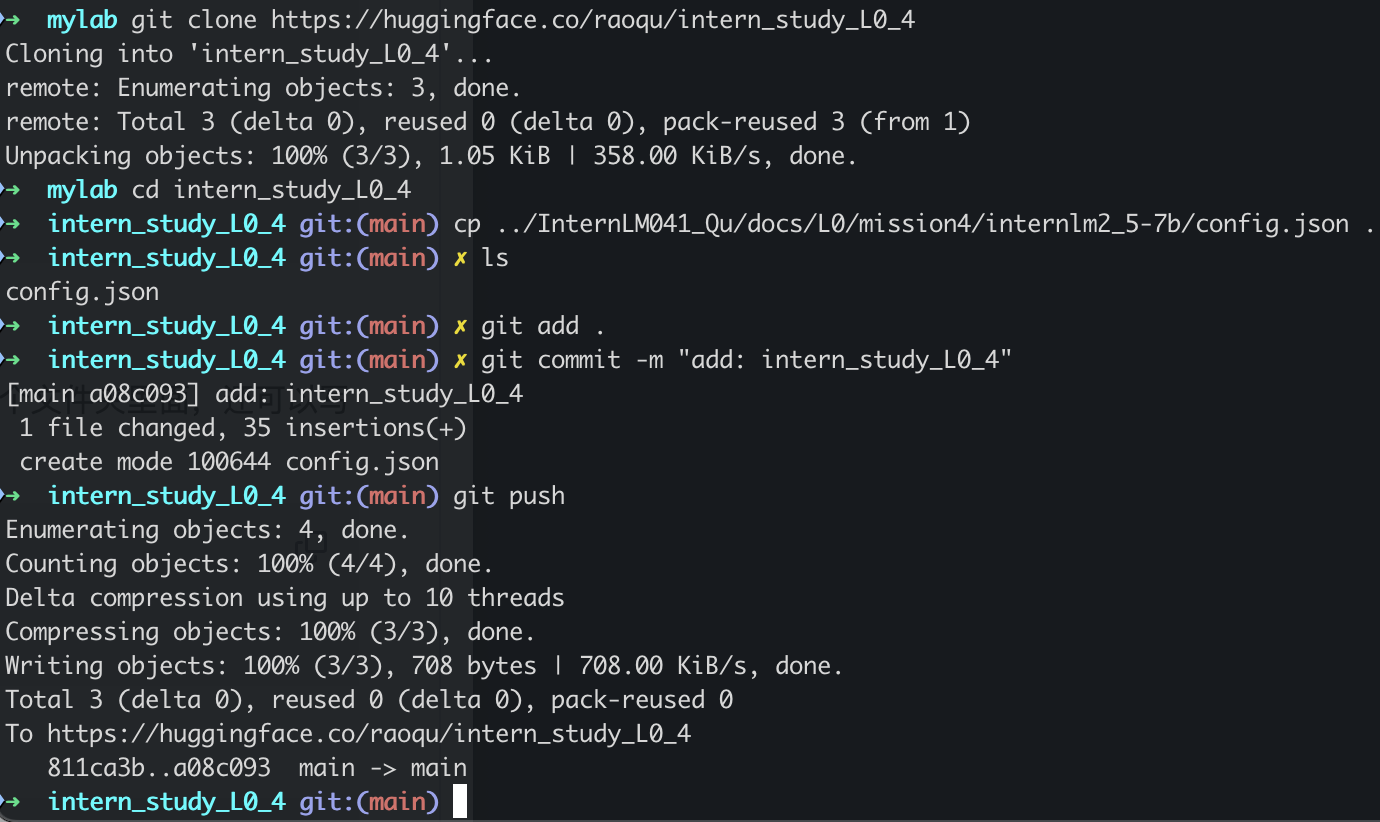 ➜  mylab git clone https://huggingface.co/raoqu/intern_study_L0_4
Cloning into 'intern_study_L0_4'...
remote: Enumerating objects: 3, done.
remote: Total 3 (delta 0), reused 0 (delta 0), pack-reused 3 (from 1)
Unpacking objects: 100% (3/3), 1.05 KiB | 358.00 KiB/s, done.
➜  mylab cd intern_study_L0_4
➜  intern_study_L0_4 git:(main) cp ../InternLM041_Qu/docs/L0/mission4/internlm2_5-7b/config.json .
➜  intern_study_L0_4 git:(main) ✗ ls
config.json
➜  intern_study_L0_4 git:(main) ✗ git add .
➜  intern_study_L0_4 git:(main) ✗ git commit -m "add: intern_study_L0_4"
[main a08c093] add: intern_study_L0_4
 1 file changed, 35 insertions(+)
 create mode 100644 config.json
➜  intern_study_L0_4 git:(main) git push
Enumerating objects: 4, done.
Counting objects: 100% (4/4), done.
Delta compression using up to 10 threads
Compressing objects: 100% (3/3), done.
Writing objects: 100% (3/3), 708 bytes | 708.00 KiB/s, done.
Total 3 (delta 0), reused 0 (delta 0), pack-reused 0
To https://huggingface.co/raoqu/intern_study_L0_4
   811ca3b..a08c093  main -> main
➜  intern_study_L0_4 git:(main)